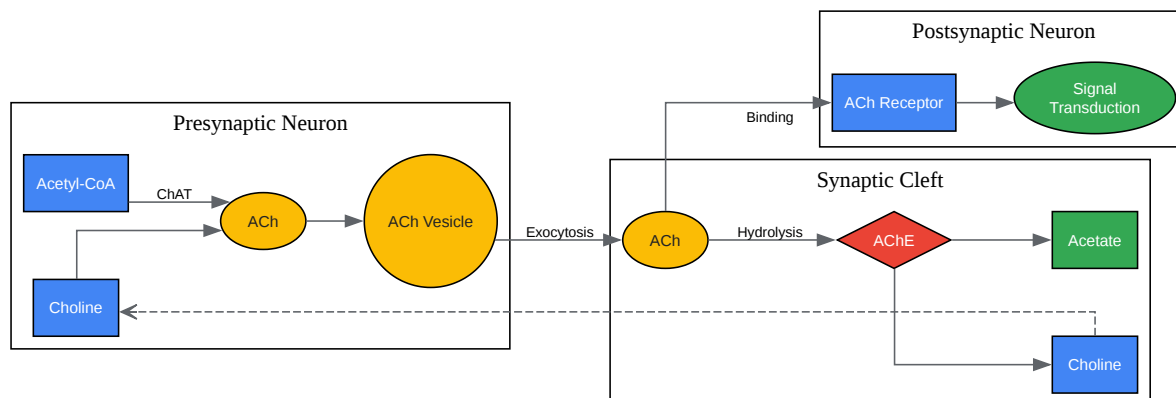 Postsynaptic Neuron
ACh Receptor
Signal
Transduction
Binding
Presynaptic Neuron
Acetyl-CoA
ChAT
ACh
ACh Vesicle
Choline
Exocytosis
Synaptic Cleft
ACh
Hydrolysis
AChE
Acetate
Choline